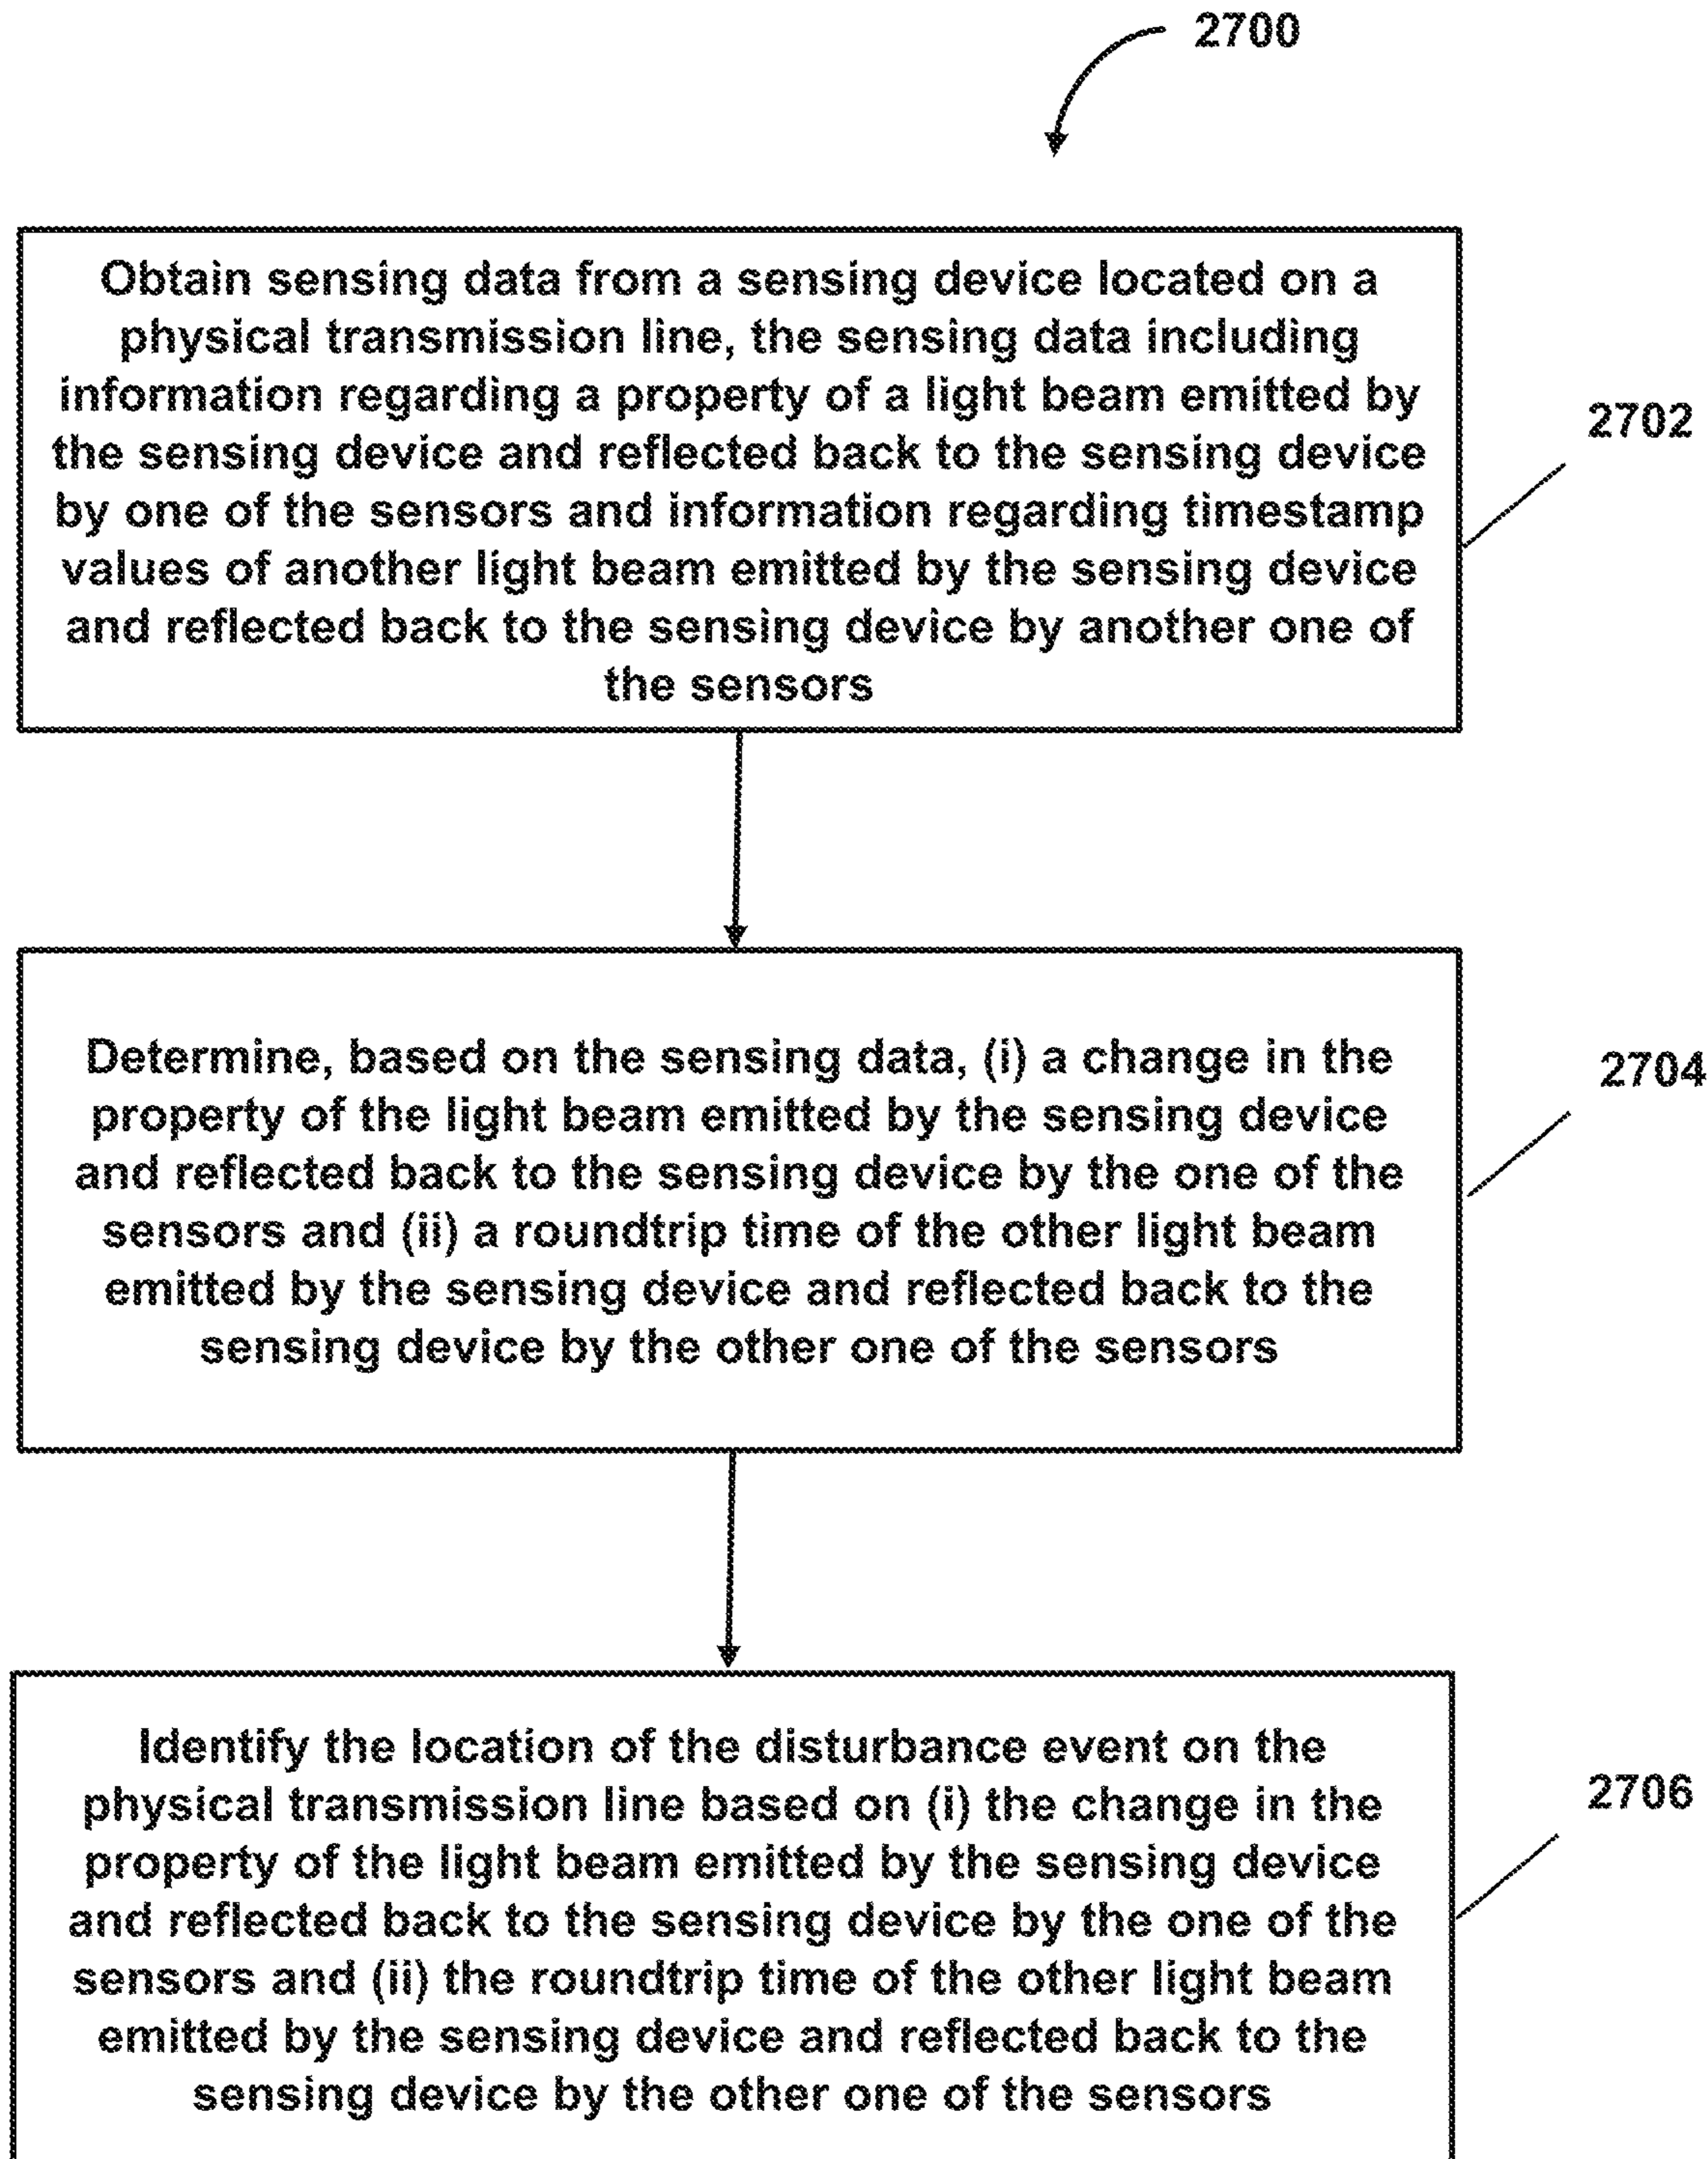 2700
Obtain sensing data from a sensing device located on a
physical transmission line, the sensing data including
information regarding a property of a light beam emitted by
the sensing device and reflected back to the sensing device
by one of the sensors and information regarding timestamp
values of another light beam emitted by the sensing device
and reflected back to the sensing device by another one of
the sensors
2702
Determine, based on the sensing data, (i) a change in the
property of the light beam emitted by the sensing device
and reflected back to the sensing device by the one of the
sensors and (ii) a roundtrip time of the other light beam
emitted by the sensing device and reflected back to the
sensing device by the other one of the sensors
2704
Identify the location of the disturbance event on the
physical transmission line based on (i) the change in the
property of the light beam emitted by the sensing device
and reflected back to the sensing device by the one of the
sensors and (ii) the roundtrip time of the other light beam
emitted by the sensing device and reflected back to the
sensing device by the other one of the sensors
2706